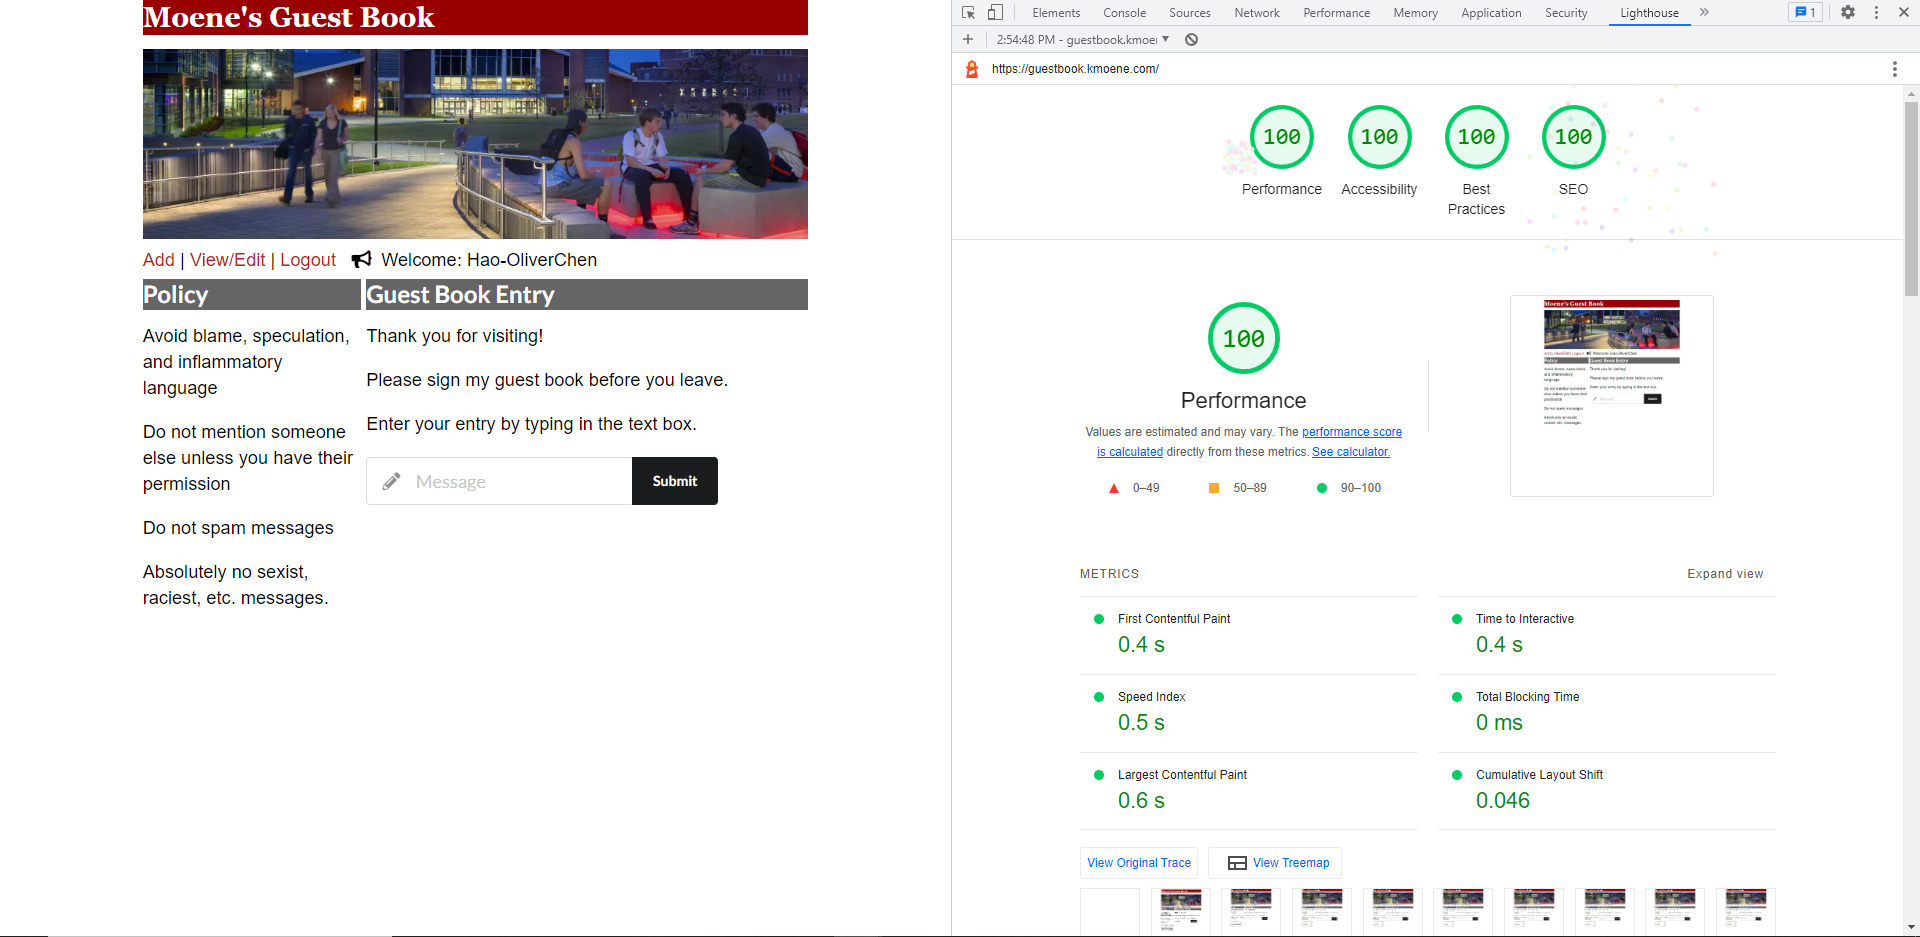 Moene's Guest Book
Add | View/Edit | Logout Welcome: Hao-OliverChen
Policy
Avoid blame, speculation,
and inflammatory
language
Do not mention someone
else unless you have their
permission
Do not spam messages
Absolutely no sexist,
raciest, etc. messages.
Guest Book Entry
Thank you for visiting!
Please sign my guest book before you leave.
Enter your entry by typing in the text box.
Message Submit
Elements Console Sources Network Performance Memory Application Security Lighthouse » 1
2:54:48 PM - guestbook.kmoe
https://guestbook.kmoene.com/
100 100 100 100
Performance Accessibility Best
Practices SEO
100
Performance
Values are estimated and may vary. The performance score
is calculated directly from these metrics. See calculator.
0–49 50–89 90–100
Moene's Guest Book
METRICS Expand view
First Contentful Paint
0.4 s
Time to Interactive
0.4 s
Speed Index
0.5 s
Total Blocking Time
0 ms
Largest Contentful Paint
0.6 s
Cumulative Layout Shift
0.046
View Original Trace View Treemap